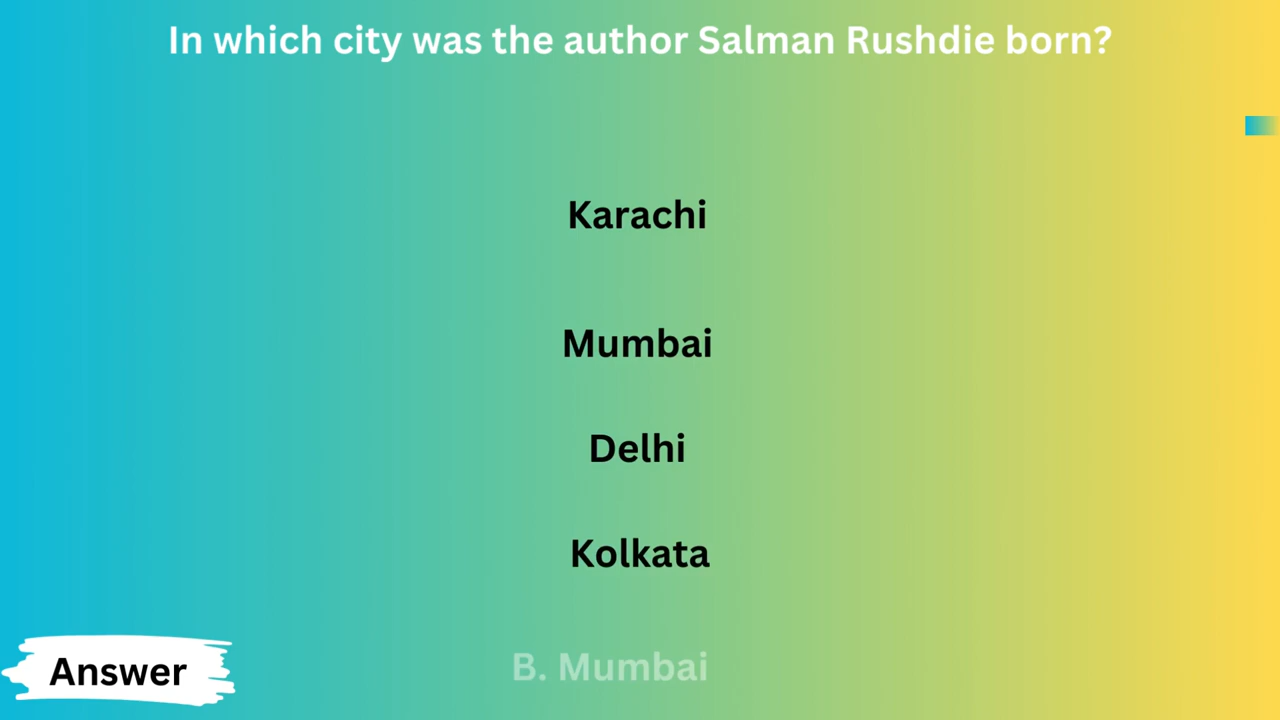 In which city was the author Salman Rushdie born?
Karachi
Mumbai
Delhi
Kolkata
Answer
B. Mumbai